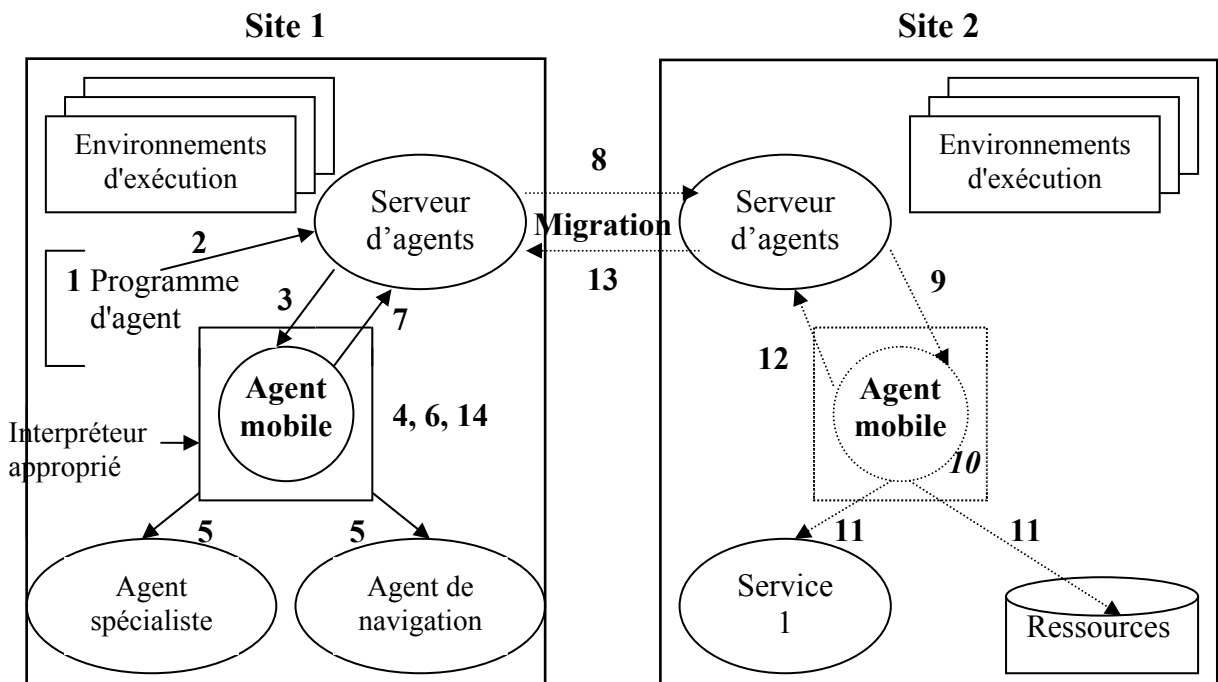 Site 1
Site 2
Environnements
d'exécution
Environnements
d'exécution
8
Serveur
d’agents
Migration
Serveur
d’agents
2
13
1 Programme
d'agent
3
7
9
12
Agent
mobile
4, 6, 14
Agent
mobile
10
Interpréteur
approprié
5
5
11
11
Agent
spécialiste
Agent de
navigation
Service
1
Ressources